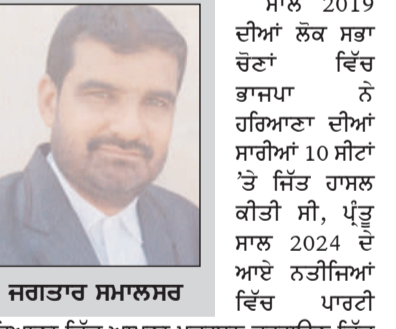 ਸਾਲ 2019
ਦੀਆਂ ਲੋਕ ਸਭਾ
ਚੋਣਾਂ ਵਿੱਚ
ਭਾਜਪਾ ਨੇ
ਹਰਿਆਣਾ ਦੀਆਂ
ਸਾਰੀਆਂ 10 ਸੀਟਾਂ
’ਤੇ ਜਿੱਤ ਹਾਸਲ
ਕੀਤੀ ਸੀ, ਪ੍ਰੰਤੂ
ਸਾਲ 2024 ਦੇ
ਆਏ ਨਤੀਜਿਆਂ
ਵਿੱਚ ਪਾਰਟੀ
ਜਗਤਾਰ ਸਮਾਲਸਰ